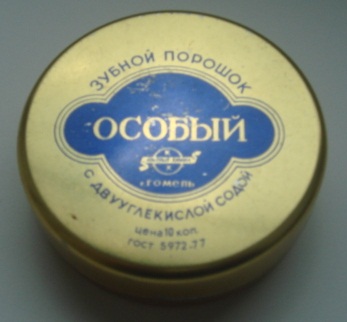 ЗУБНОЙ ПОРОШОК
ОСОБЫЙ
г. ГОМЕЛЬ
С ДВУУГЛЕКИСЛОЙ СОДОЙ
цена 10 коп.
ГОСТ 5972-77